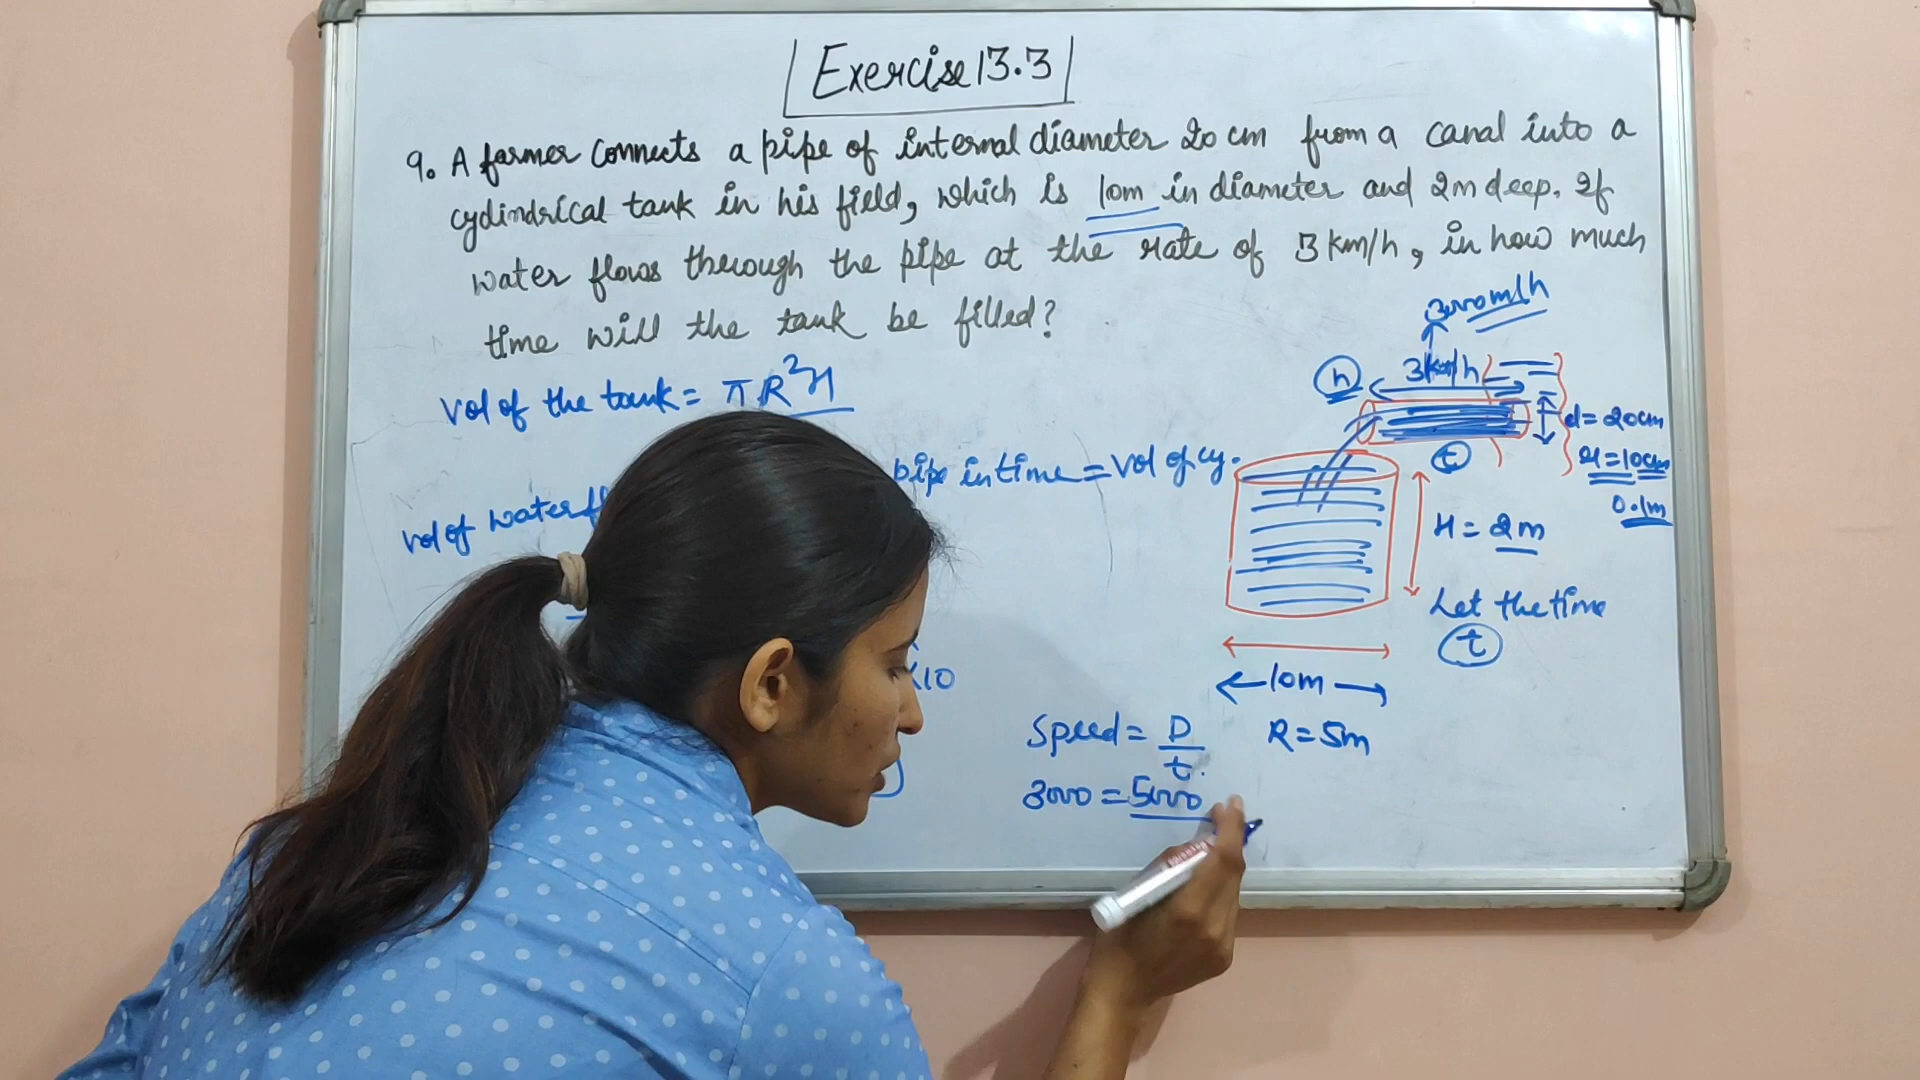 Exercise 13.3
9. A farmer connects a pipe of internal diameter 20 cm from a canal into a
cylindrical tank in his field, which is 10m in diameter and 2m deep. If
water flows through the pipe at the rate of 3 km/h, in how much
time will the tank be filled?
3000m/h
3km/h
h
d=20cm
r=10cm
0.1m
t
Vol of the tank= πR²H
Vol of water
pipe in time = Vol of cy.
H= 2m
Let the time
t
10m
R=5m
×10
Speed= D/t.
3000 = 5000